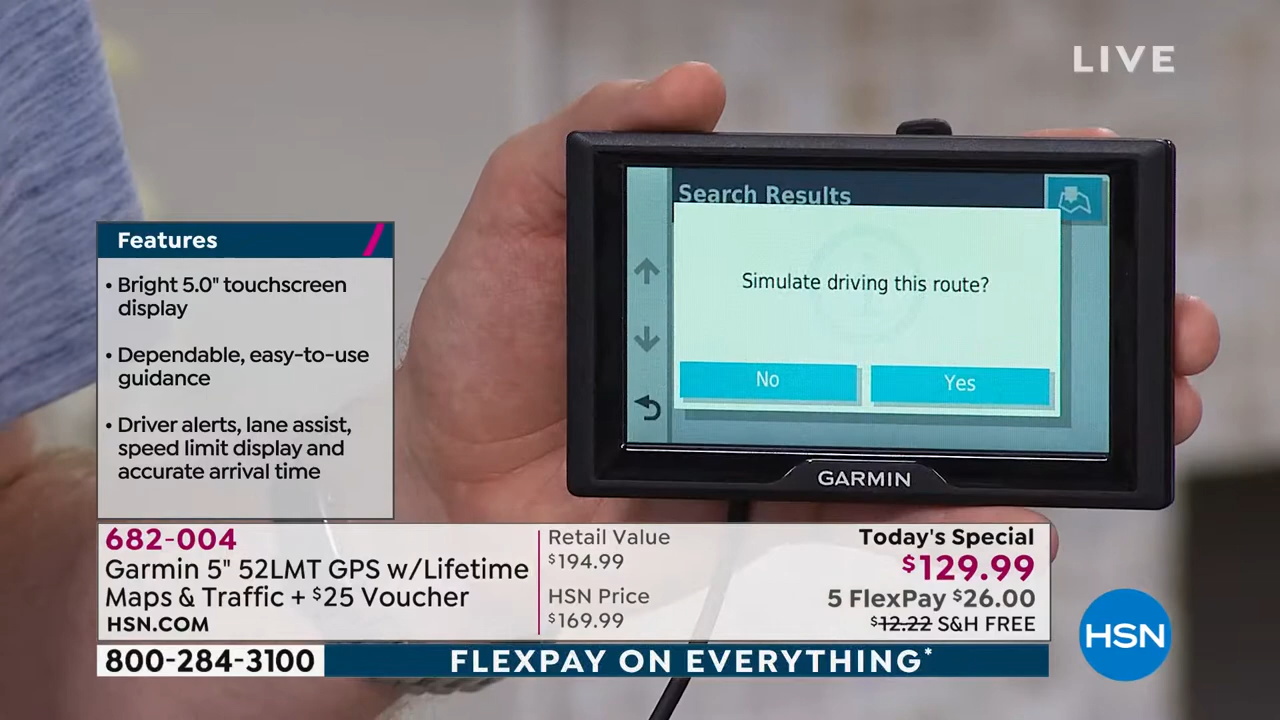 LIVE
Search Results
Simulate driving this route?
No
Yes
GARMIN
Features
• Bright 5.0" touchscreen
display
• Dependable, easy-to-use
guidance
• Driver alerts, lane assist,
speed limit display and
accurate arrival time
682-004
Garmin 5" 52LMT GPS w/Lifetime
Maps & Traffic + $25 Voucher
HSN.COM
Retail Value
$194.99
HSN Price
$169.99
Today's Special
$129.99
5 FlexPay $26.00
$12.22 S&H FREE
800-284-3100
FLEXPAY ON EVERYTHING*
HSN